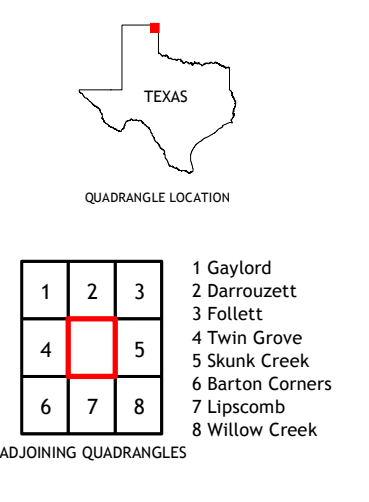 TEXAS
QUADRANGLE LOCATION
1 2 3
4 5
6 7 8
1 Gaylord
2 Darrouzett
3 Follett
4 Twin Grove
5 Skunk Creek
6 Barton Corners
7 Lipscomb
8 Willow Creek
ADJOINING QUADRANGLES